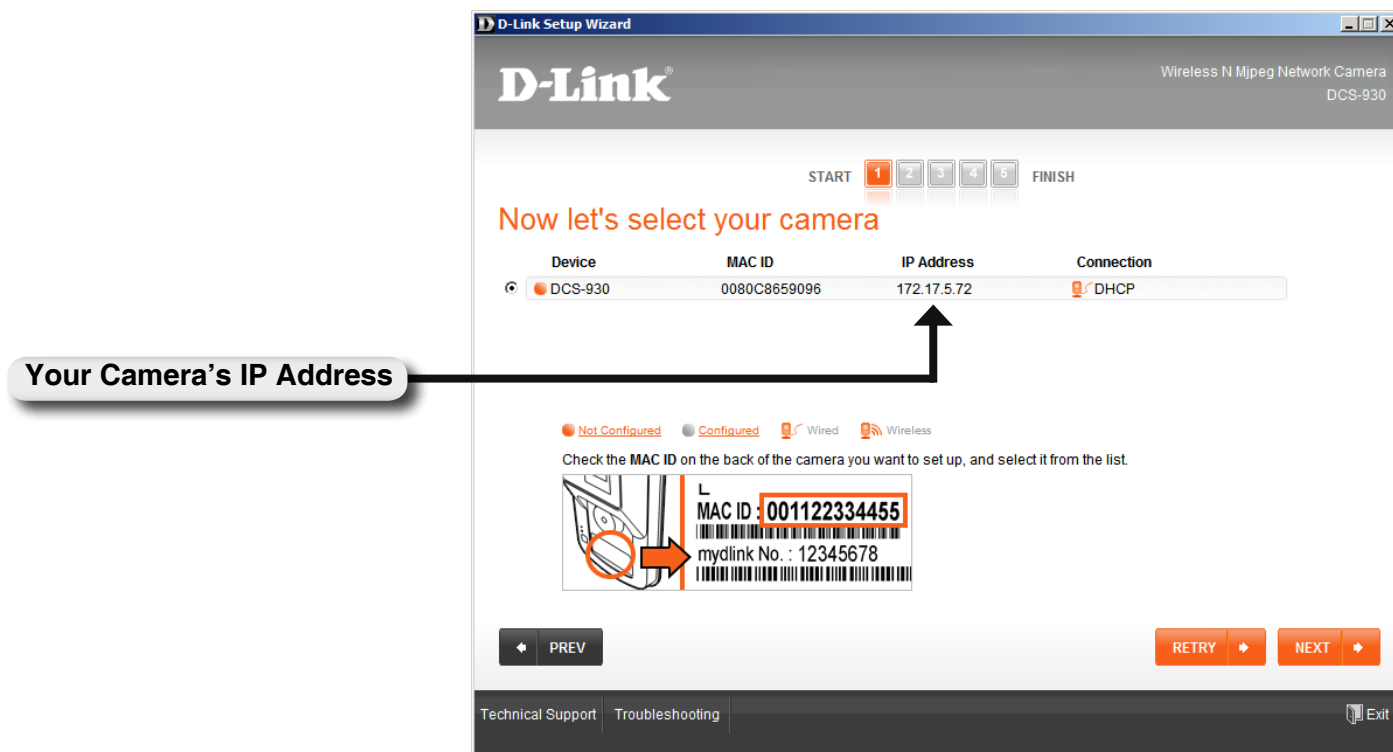 D-Link Setup Wizard
D-Link®
Wireless N Mjpeg Network Camera
DCS-930
START 1 2 3 4 5 FINISH
Now let's select your camera
Device MAC ID IP Address Connection
DCS-930 0080C8659096 172.17.5.72 DHCP
Your Camera’s IP Address
Not Configured Configured Wired Wireless
Check the MAC ID on the back of the camera you want to set up, and select it from the list.
MAC ID : 001122334455
mydlink No. : 12345678
PREV RETRY NEXT
Technical Support Troubleshooting Exit